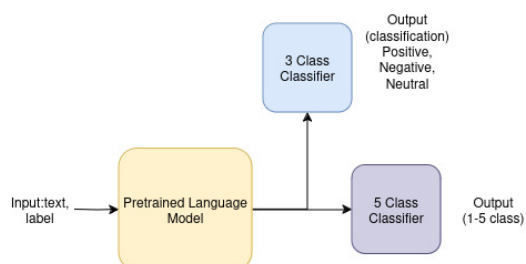 Output
(classification)
Positive,
Negative,
Neutral
3 Class
Classifier
Input:text,
label
Pretrained Language
Model
5 Class
Classifier
Output
(1-5 class)